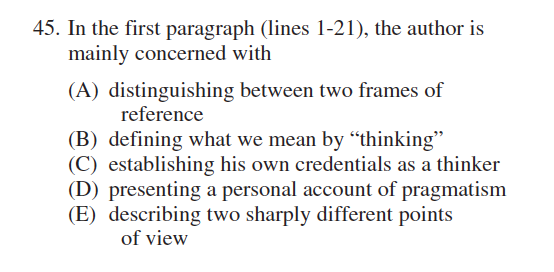 45. In the first paragraph (lines 1-21), the author is
mainly concerned with
(A) distinguishing between two frames of
reference
(B) defining what we mean by “thinking”
(C) establishing his own credentials as a thinker
(D) presenting a personal account of pragmatism
(E) describing two sharply different points
of view